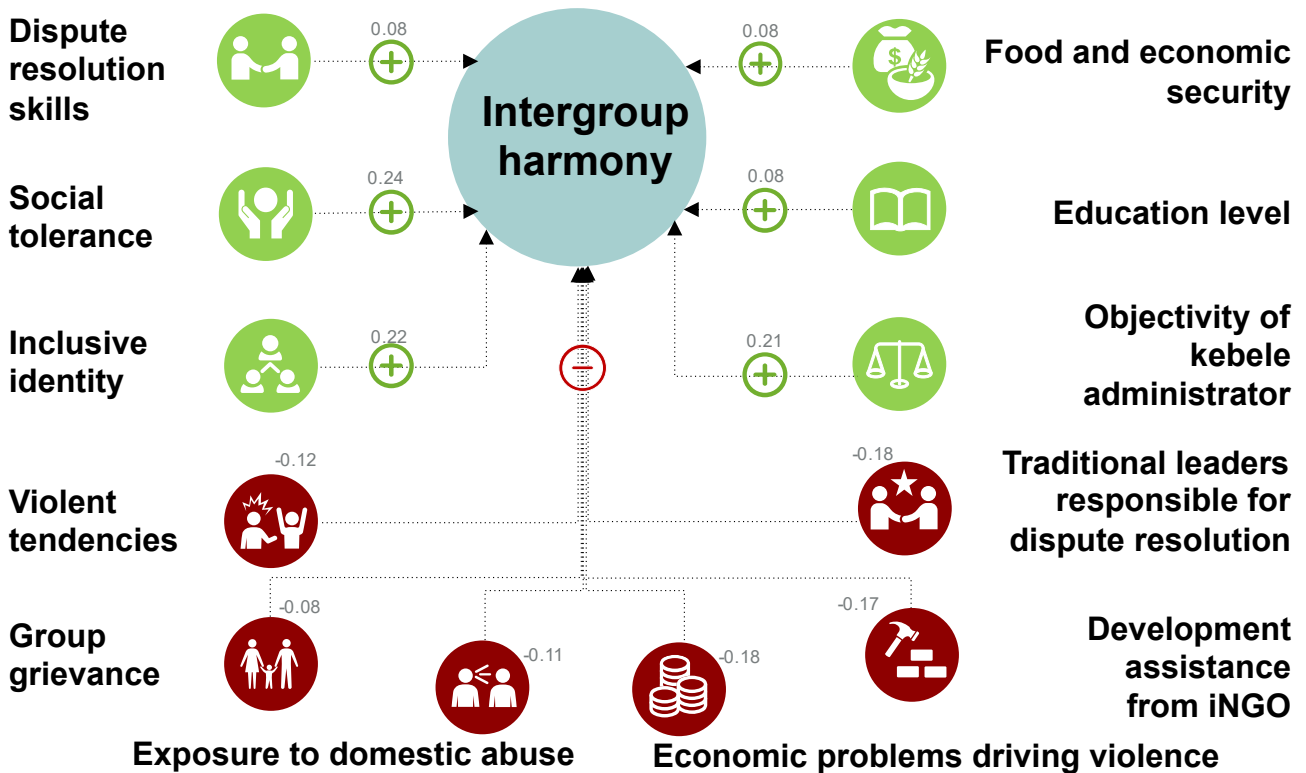 Dispute
resolution
skills
0.08
Intergroup
harmony
0.08
Food and economic
security
$
Social
tolerance
0.24
0.08
Education level
Inclusive
identity
0.22
0.21
Objectivity of
kebele
administrator
Violent
tendencies
-0.12
-0.18
Traditional leaders
responsible for
dispute resolution
Group
grievance
-0.08
-0.11
-0.18
-0.17
Development
assistance
from iNGO
Exposure to domestic abuse
Economic problems driving violence